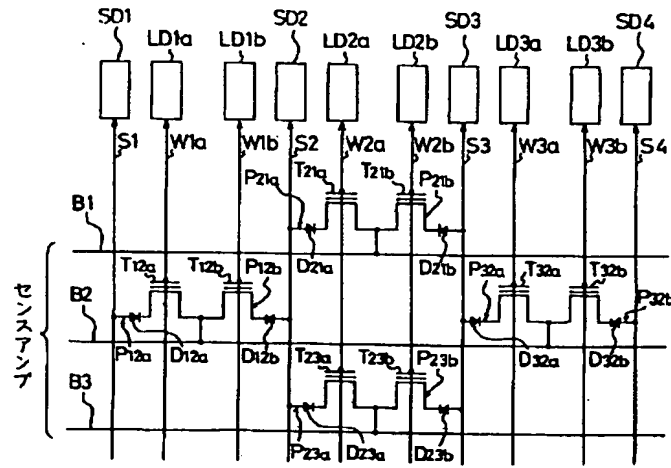 SD1 LD1a LD1b SD2 LD2a LD2b SD3 LD3a LD3b SD4
S1 W1a W1b S2 W2a W2b S3 W3a W3b S4
T21a T21b
P21a P21b
B1
D21a D21b
T12a T12b P12b T32a T32b
P32a P32b
B2
P12a D12a D12b D32a D32b
T23a T23b P23b
B3
P23a D23a D23b
センスアンプ